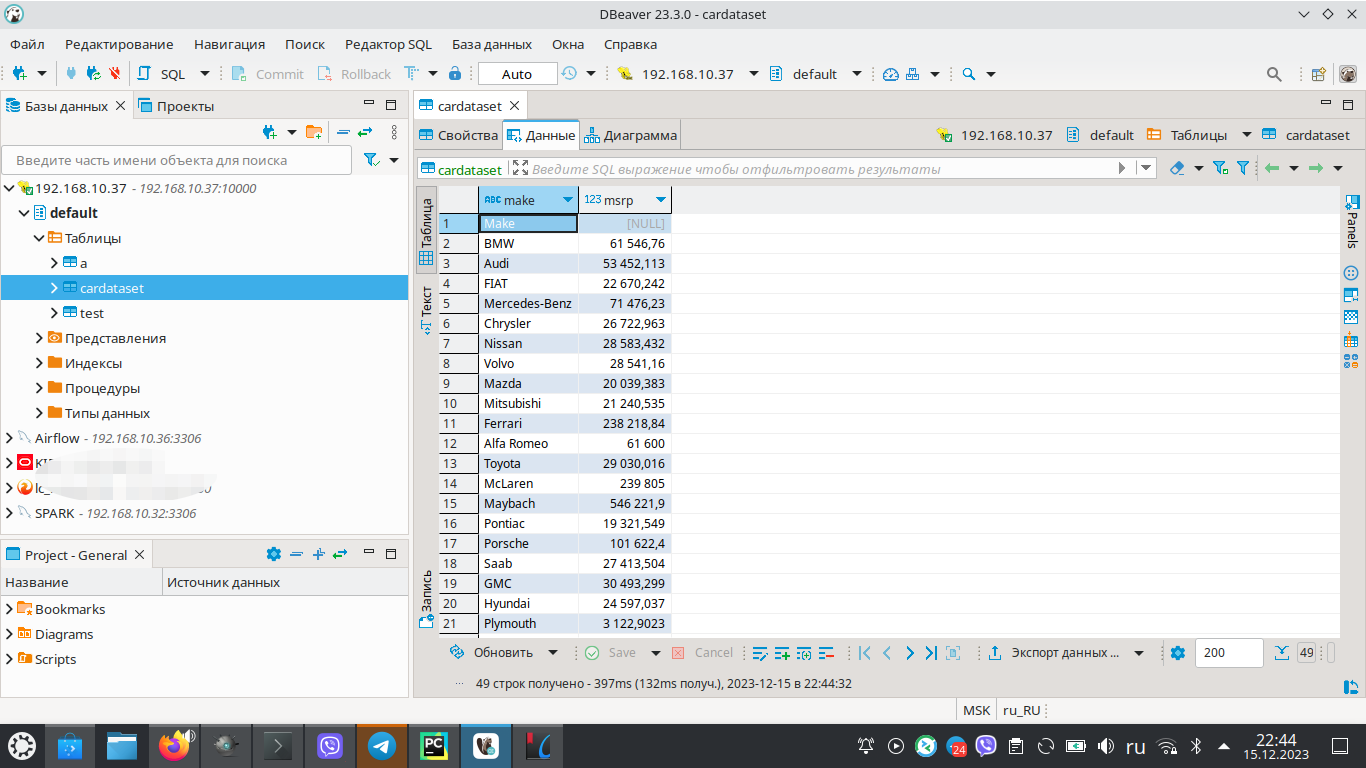 DBeaver 23.3.0 - cardataset
Файл Редактирование Навигация Поиск Редактор SQL База данных Окна Справка
SQL Commit Rollback Auto 192.168.10.37 default
Базы данных Проекты
Введите часть имени объекта для поиска
192.168.10.37 - 192.168.10.37:10000
default
Таблицы
a
cardataset
test
Представления
Индексы
Процедуры
Типы данных
Airflow - 192.168.10.36:3306
SPARK - 192.168.10.32:3306
Project - General
Название Источник данных
Bookmarks
Diagrams
Scripts
cardataset
Свойства Данные Диаграмма 192.168.10.37 default Таблицы cardataset
cardataset Введите SQL выражение чтобы отфильтровать результаты
Таблица
Текст
Запись
ABC make 123 msrp
1 Make [NULL]
2 BMW 61 546,76
3 Audi 53 452,113
4 FIAT 22 670,242
5 Mercedes-Benz 71 476,23
6 Chrysler 26 722,963
7 Nissan 28 583,432
8 Volvo 28 541,16
9 Mazda 20 039,383
10 Mitsubishi 21 240,535
11 Ferrari 238 218,84
12 Alfa Romeo 61 600
13 Toyota 29 030,016
14 McLaren 239 805
15 Maybach 546 221,9
16 Pontiac 19 321,549
17 Porsche 101 622,4
18 Saab 27 413,504
19 GMC 30 493,299
20 Hyundai 24 597,037
21 Plymouth 3 122,9023
Panels
Обновить Save Cancel Экспорт данных ... 200 49
49 строк получено - 397ms (132ms получ.), 2023-12-15 в 22:44:32
MSK ru_RU
PC 24 ru 22:44
15.12.2023